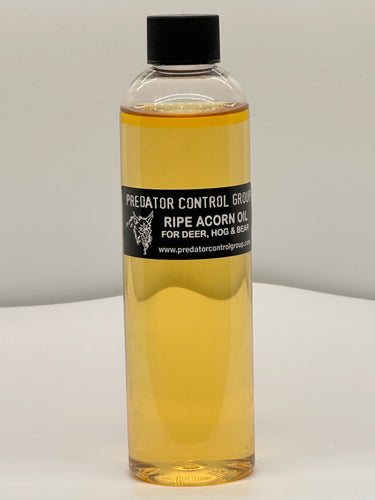 PREDATOR CONTROL GROUP
RIPE ACORN OIL
FOR DEER, HOG & BEAR
www.predatorcontrolgroup.com